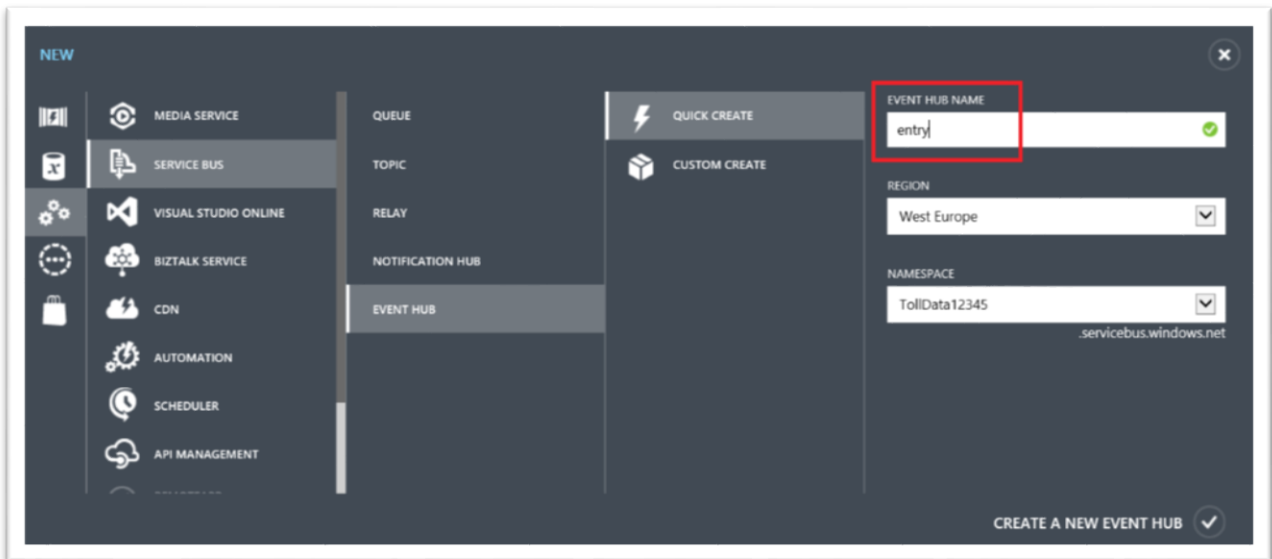 NEW
MEDIA SERVICE
SERVICE BUS
VISUAL STUDIO ONLINE
BIZTALK SERVICE
CDN
AUTOMATION
SCHEDULER
API MANAGEMENT
QUEUE
TOPIC
RELAY
NOTIFICATION HUB
EVENT HUB
QUICK CREATE
CUSTOM CREATE
EVENT HUB NAME
entry
REGION
West Europe
NAMESPACE
TollData12345
.servicebus.windows.net
CREATE A NEW EVENT HUB